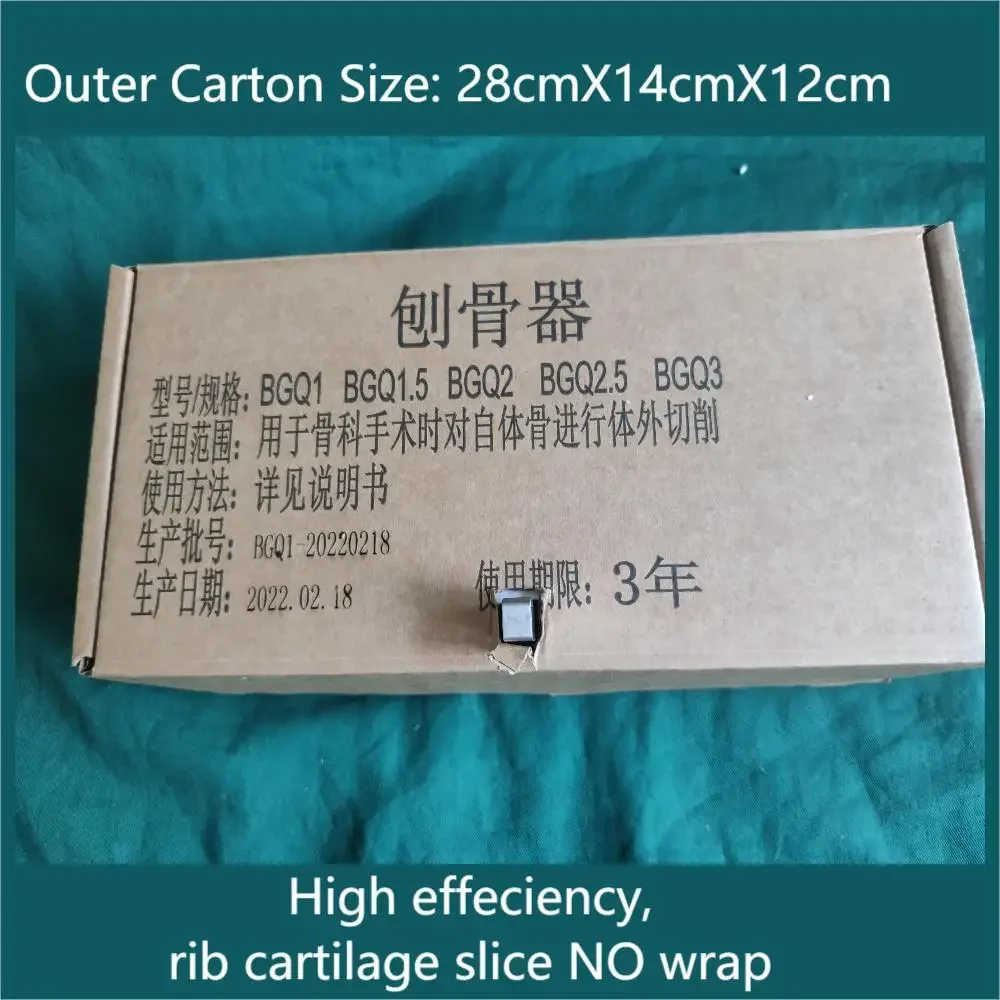 Outer Carton Size: 28cmX14cmX12cm
刨骨器
型号/规格: BGQ1 BGQ1.5 BGQ2 BGQ2.5 BGQ3
适用范围: 用于骨科手术时对自体骨进行体外切削
使用方法: 详见说明书
生产批号: BGQ1-20220218
生产日期: 2022.02.18 使用期限: 3年
High effeciency,
rib cartilage slice NO wrap